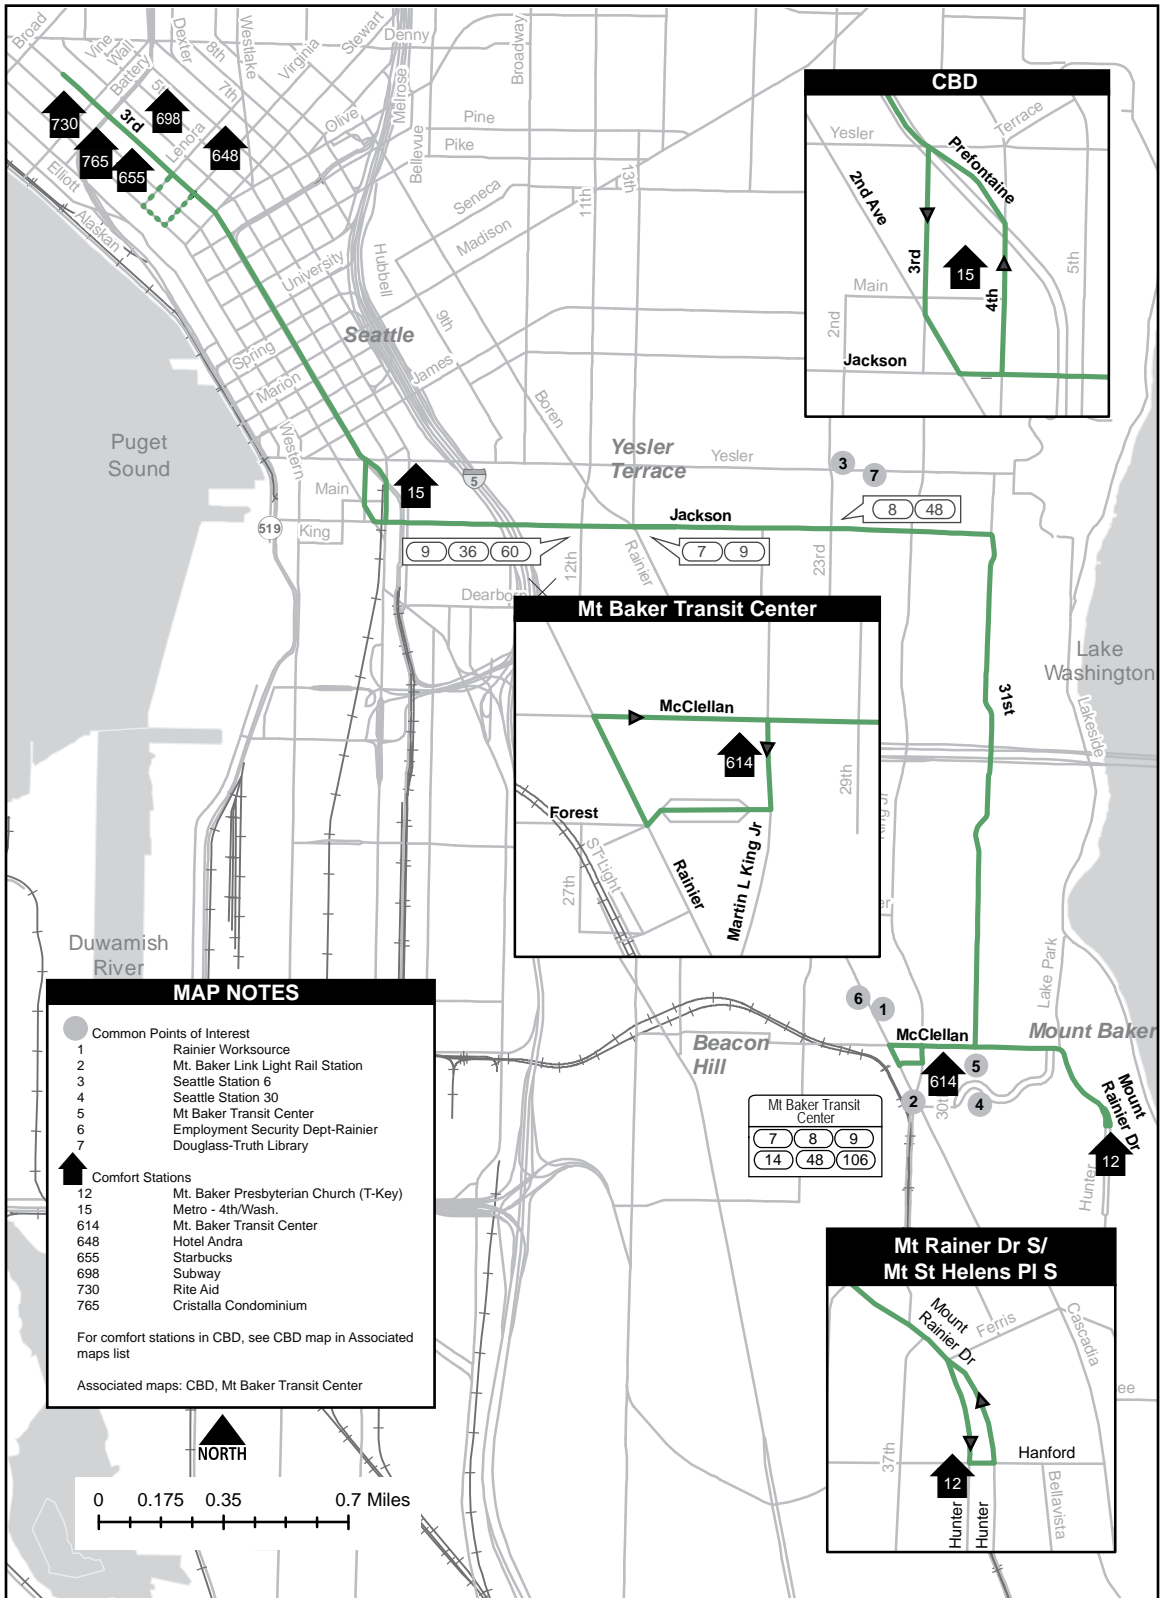 Broad
Vine
Wall
Battery
Dexter
8th
Westlake
Virginia
Stewart
Denny
Broadway
5th
7th
3rd
Lenora
Olive
Melrose
Bellevue
Pine
Pike
730
698
765
655
648
Elliott
Alaskan
Seneca
Madison
11th
13th
University
Hubbell
9th
Seattle
Spring
Marion
James
Boren
Western
Puget
Sound
Yesler
Terrace
Yesler
3
7
Main
15
5
519
King
Jackson
8 48
9 36 60
7 9
12th
Rainier
23rd
Dearborn
CBD
Yesler
Terrace
Prefontaine
2nd Ave
3rd
15
4th
5th
Main
2nd
Jackson
Lake
Washington
Lakeside
31st
Mt Baker Transit Center
McClellan
614
29th
Forest
ST-Light
27th
Rainier
Martin L King Jr
King Jr
er
Duwamish
River
Lake Park
6
1
McClellan
Mount Baker
Beacon
Hill
614
5
2
30th
4
Mount
Rainier Dr
12
Hunter
Mt Baker Transit
Center
7 8 9
14 48 106
MAP NOTES
Common Points of Interest
1 Rainier Worksource
2 Mt. Baker Link Light Rail Station
3 Seattle Station 6
4 Seattle Station 30
5 Mt Baker Transit Center
6 Employment Security Dept-Rainier
7 Douglass-Truth Library
Comfort Stations
12 Mt. Baker Presbyterian Church (T-Key)
15 Metro - 4th/Wash.
614 Mt. Baker Transit Center
648 Hotel Andra
655 Starbucks
698 Subway
730 Rite Aid
765 Cristalla Condominium
For comfort stations in CBD, see CBD map in Associated
maps list
Associated maps: CBD, Mt Baker Transit Center
NORTH
0 0.175 0.35 0.7 Miles
Mt Rainer Dr S/
Mt St Helens Pl S
Mount
Rainier Dr
Ferris
Cascadia
37th
Hanford
12
Hunter
Hunter
Bellavista
ee